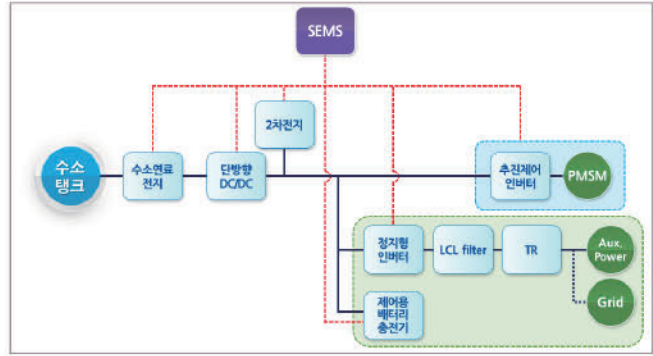 SEMS
2차전지
수소
탱크
수소연료
전지
단방향
DC/DC
추진제어
인버터
PMSM
정지형
인버터
LCL filter
TR
Aux.
Power
Grid
제어용
배터리
충전기